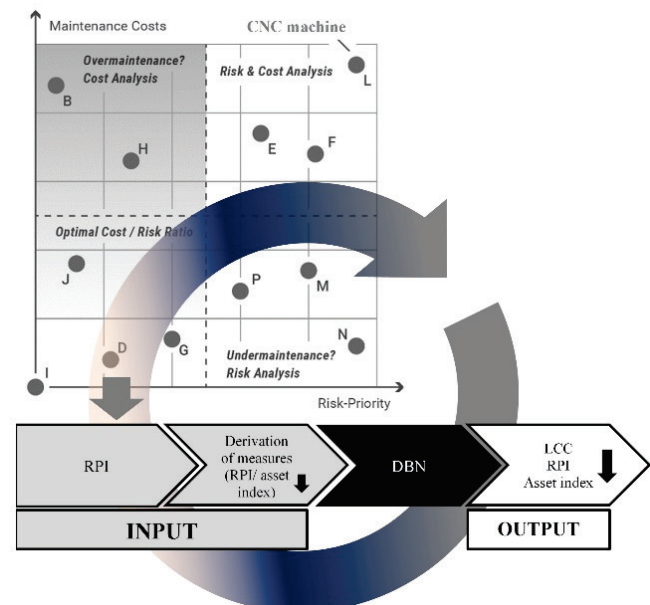 Maintenance Costs
CNC machine
Overmaintenance?
Cost Analysis
Risk & Cost Analysis
L
B
E
F
H
Optimal Cost / Risk Ratio
J
P
M
N
D
G
Undermaintenance?
Risk Analysis
I
Risk-Priority
RPI
Derivation
of measures
(RPI/ asset
index)
DBN
LCC
RPI
Asset index
INPUT
OUTPUT